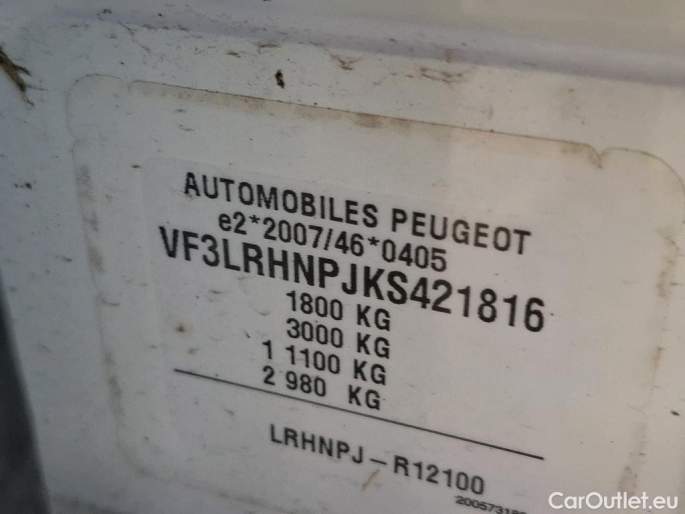 AUTOMOBILES PEUGEOT
e2*2007/46*0405
VF3LRHNPJKS421816
1800 KG
3000 KG
1 1100 KG
2 980 KG
LRHNPJ-R12100
CarOutlet.eu